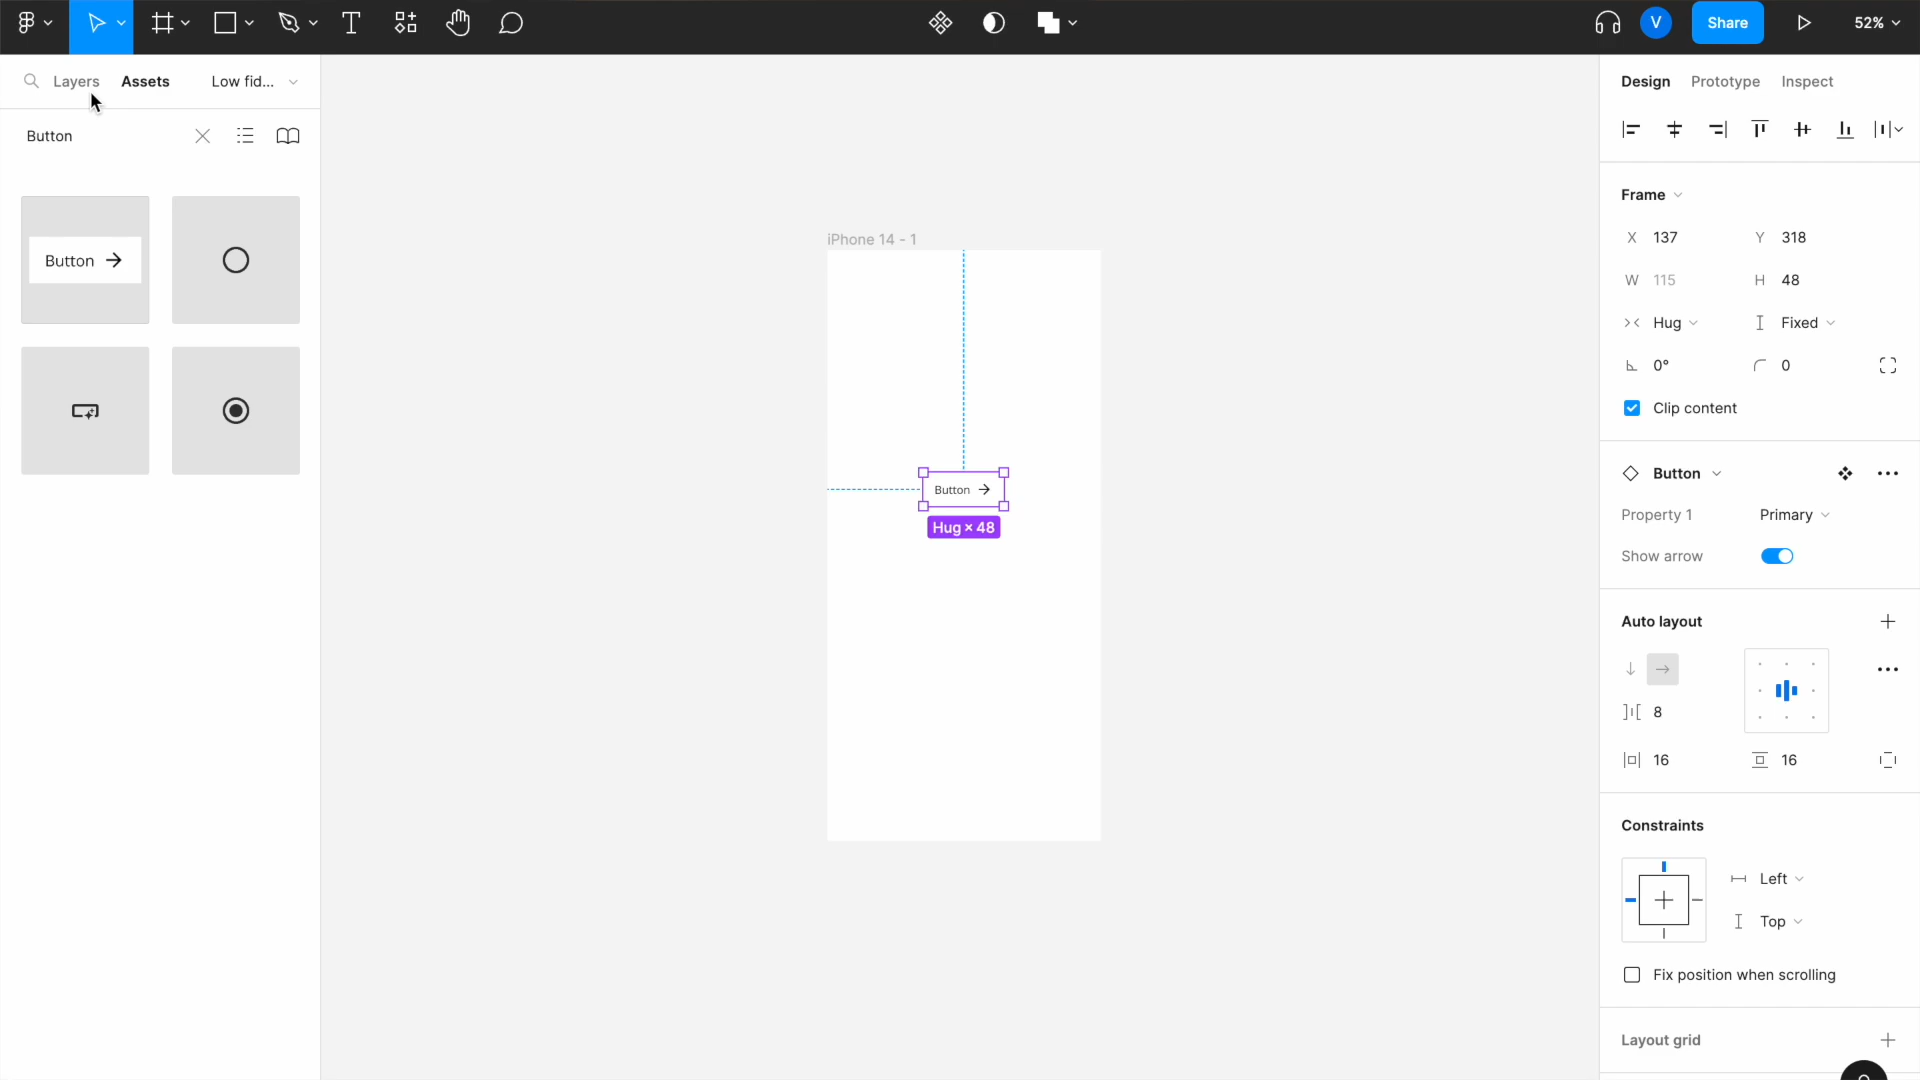 V
Share
52%
Layers Assets Low fid...
Button
Button
iPhone 14 - 1
Button
Hug × 48
Design Prototype Inspect
Frame
X 137 Y 318
W 115 H 48
Hug Fixed
0° 0
Clip content
Button
Property 1 Primary
Show arrow
Auto layout
8
16 16
Constraints
Left
Top
Fix position when scrolling
Layout grid